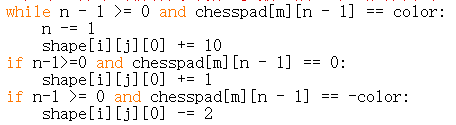 while n - 1 >= 0 and chesspad[m][n - 1] == color:
    n -= 1
    shape[i][j][0] += 10
if n-1>=0 and chesspad[m][n - 1] == 0:
    shape[i][j][0] += 1
if n-1 >= 0 and chesspad[m][n - 1] == -color:
    shape[i][j][0] -= 2